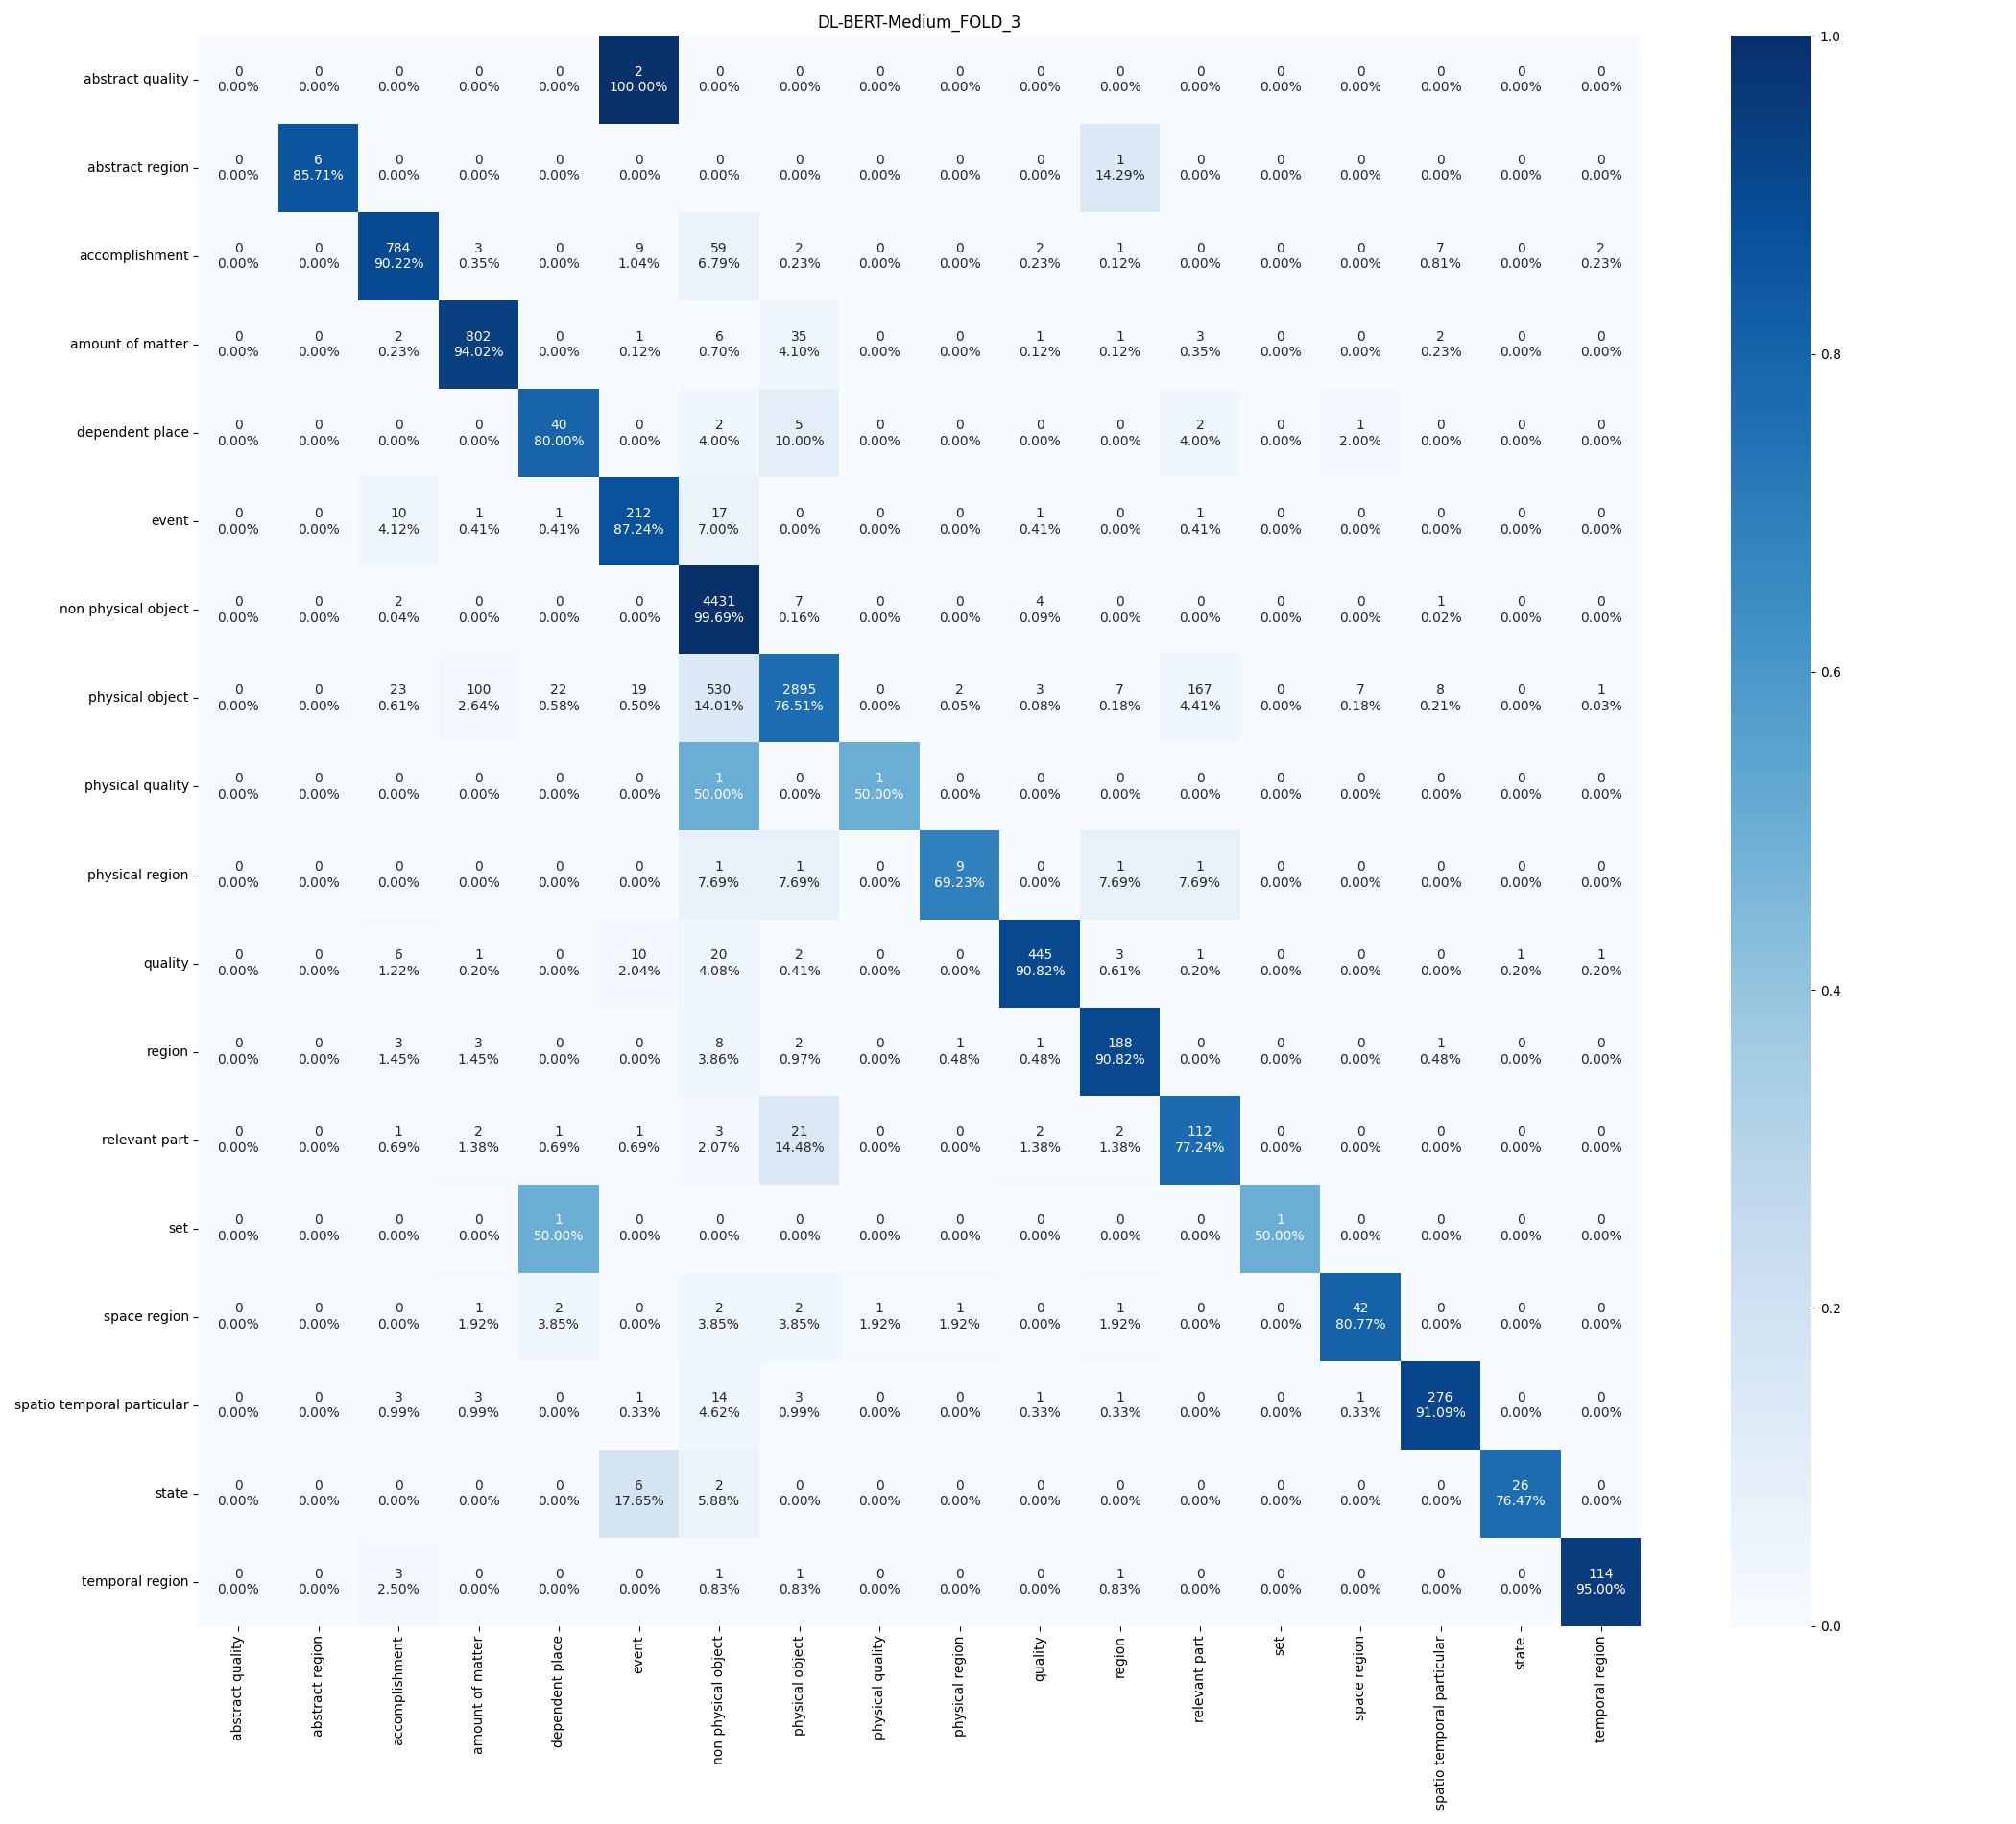 DL-BERT-Medium_FOLD_3
abstract quality
0 0 0 0 0 2 0 0 0 0 0 0 0 0 0 0 0 0
0.00% 0.00% 0.00% 0.00% 0.00% 100.00% 0.00% 0.00% 0.00% 0.00% 0.00% 0.00% 0.00% 0.00% 0.00% 0.00% 0.00% 0.00%
abstract region
0 6 0 0 0 0 0 0 0 0 0 1 0 0 0 0 0 0
0.00% 85.71% 0.00% 0.00% 0.00% 0.00% 0.00% 0.00% 0.00% 0.00% 0.00% 14.29% 0.00% 0.00% 0.00% 0.00% 0.00% 0.00%
accomplishment
0 0 784 3 0 9 59 2 0 0 2 1 0 0 0 7 0 2
0.00% 0.00% 90.22% 0.35% 0.00% 1.04% 6.79% 0.23% 0.00% 0.00% 0.23% 0.12% 0.00% 0.00% 0.00% 0.81% 0.00% 0.23%
amount of matter
0 0 2 802 0 1 6 35 0 0 1 1 3 0 0 2 0 0
0.00% 0.00% 0.23% 94.02% 0.00% 0.12% 0.70% 4.10% 0.00% 0.00% 0.12% 0.12% 0.35% 0.00% 0.00% 0.23% 0.00% 0.00%
dependent place
0 0 0 0 40 0 2 5 0 0 0 0 2 0 1 0 0 0
0.00% 0.00% 0.00% 0.00% 80.00% 0.00% 4.00% 10.00% 0.00% 0.00% 0.00% 0.00% 4.00% 0.00% 2.00% 0.00% 0.00% 0.00%
event
0 0 10 1 1 212 17 0 0 0 1 0 1 0 0 0 0 0
0.00% 0.00% 4.12% 0.41% 0.41% 87.24% 7.00% 0.00% 0.00% 0.00% 0.41% 0.00% 0.41% 0.00% 0.00% 0.00% 0.00% 0.00%
non physical object
0 0 2 0 0 0 4431 7 0 0 4 0 0 0 0 1 0 0
0.00% 0.00% 0.04% 0.00% 0.00% 0.00% 99.69% 0.16% 0.00% 0.00% 0.09% 0.00% 0.00% 0.00% 0.00% 0.02% 0.00% 0.00%
physical object
0 0 23 100 22 19 530 2895 0 2 3 7 167 0 7 8 0 1
0.00% 0.00% 0.61% 2.64% 0.58% 0.50% 14.01% 76.51% 0.00% 0.05% 0.08% 0.18% 4.41% 0.00% 0.18% 0.21% 0.00% 0.03%
physical quality
0 0 0 0 0 0 1 0 1 0 0 0 0 0 0 0 0 0
0.00% 0.00% 0.00% 0.00% 0.00% 0.00% 50.00% 0.00% 50.00% 0.00% 0.00% 0.00% 0.00% 0.00% 0.00% 0.00% 0.00% 0.00%
physical region
0 0 0 0 0 0 1 1 0 9 0 1 1 0 0 0 0 0
0.00% 0.00% 0.00% 0.00% 0.00% 0.00% 7.69% 7.69% 0.00% 69.23% 0.00% 7.69% 7.69% 0.00% 0.00% 0.00% 0.00% 0.00%
quality
0 0 6 1 0 10 20 2 0 0 445 3 1 0 0 0 1 1
0.00% 0.00% 1.22% 0.20% 0.00% 2.04% 4.08% 0.41% 0.00% 0.00% 90.82% 0.61% 0.20% 0.00% 0.00% 0.00% 0.20% 0.20%
region
0 0 3 3 0 0 8 2 0 1 1 188 0 0 0 1 0 0
0.00% 0.00% 1.45% 1.45% 0.00% 0.00% 3.86% 0.97% 0.00% 0.48% 0.48% 90.82% 0.00% 0.00% 0.00% 0.48% 0.00% 0.00%
relevant part
0 0 1 2 1 1 3 21 0 0 2 2 112 0 0 0 0 0
0.00% 0.00% 0.69% 1.38% 0.69% 0.69% 2.07% 14.48% 0.00% 0.00% 1.38% 1.38% 77.24% 0.00% 0.00% 0.00% 0.00% 0.00%
set
0 0 0 0 1 0 0 0 0 0 0 0 0 1 0 0 0 0
0.00% 0.00% 0.00% 0.00% 50.00% 0.00% 0.00% 0.00% 0.00% 0.00% 0.00% 0.00% 0.00% 50.00% 0.00% 0.00% 0.00% 0.00%
space region
0 0 0 1 2 0 2 2 1 1 0 1 0 0 42 0 0 0
0.00% 0.00% 0.00% 1.92% 3.85% 0.00% 3.85% 3.85% 1.92% 1.92% 0.00% 1.92% 0.00% 0.00% 80.77% 0.00% 0.00% 0.00%
spatio temporal particular
0 0 3 3 0 1 14 3 0 0 1 1 0 0 1 276 0 0
0.00% 0.00% 0.99% 0.99% 0.00% 0.33% 4.62% 0.99% 0.00% 0.00% 0.33% 0.33% 0.00% 0.00% 0.33% 91.09% 0.00% 0.00%
state
0 0 0 0 0 6 2 0 0 0 0 0 0 0 0 0 26 0
0.00% 0.00% 0.00% 0.00% 0.00% 17.65% 5.88% 0.00% 0.00% 0.00% 0.00% 0.00% 0.00% 0.00% 0.00% 0.00% 76.47% 0.00%
temporal region
0 0 3 0 0 0 1 1 0 0 0 1 0 0 0 0 0 114
0.00% 0.00% 2.50% 0.00% 0.00% 0.00% 0.83% 0.83% 0.00% 0.00% 0.00% 0.83% 0.00% 0.00% 0.00% 0.00% 0.00% 95.00%
abstract quality
abstract region
accomplishment
amount of matter
dependent place
event
non physical object
physical object
physical quality
physical region
quality
region
relevant part
set
space region
spatio temporal particular
state
temporal region
1.0
0.8
0.6
0.4
0.2
0.0